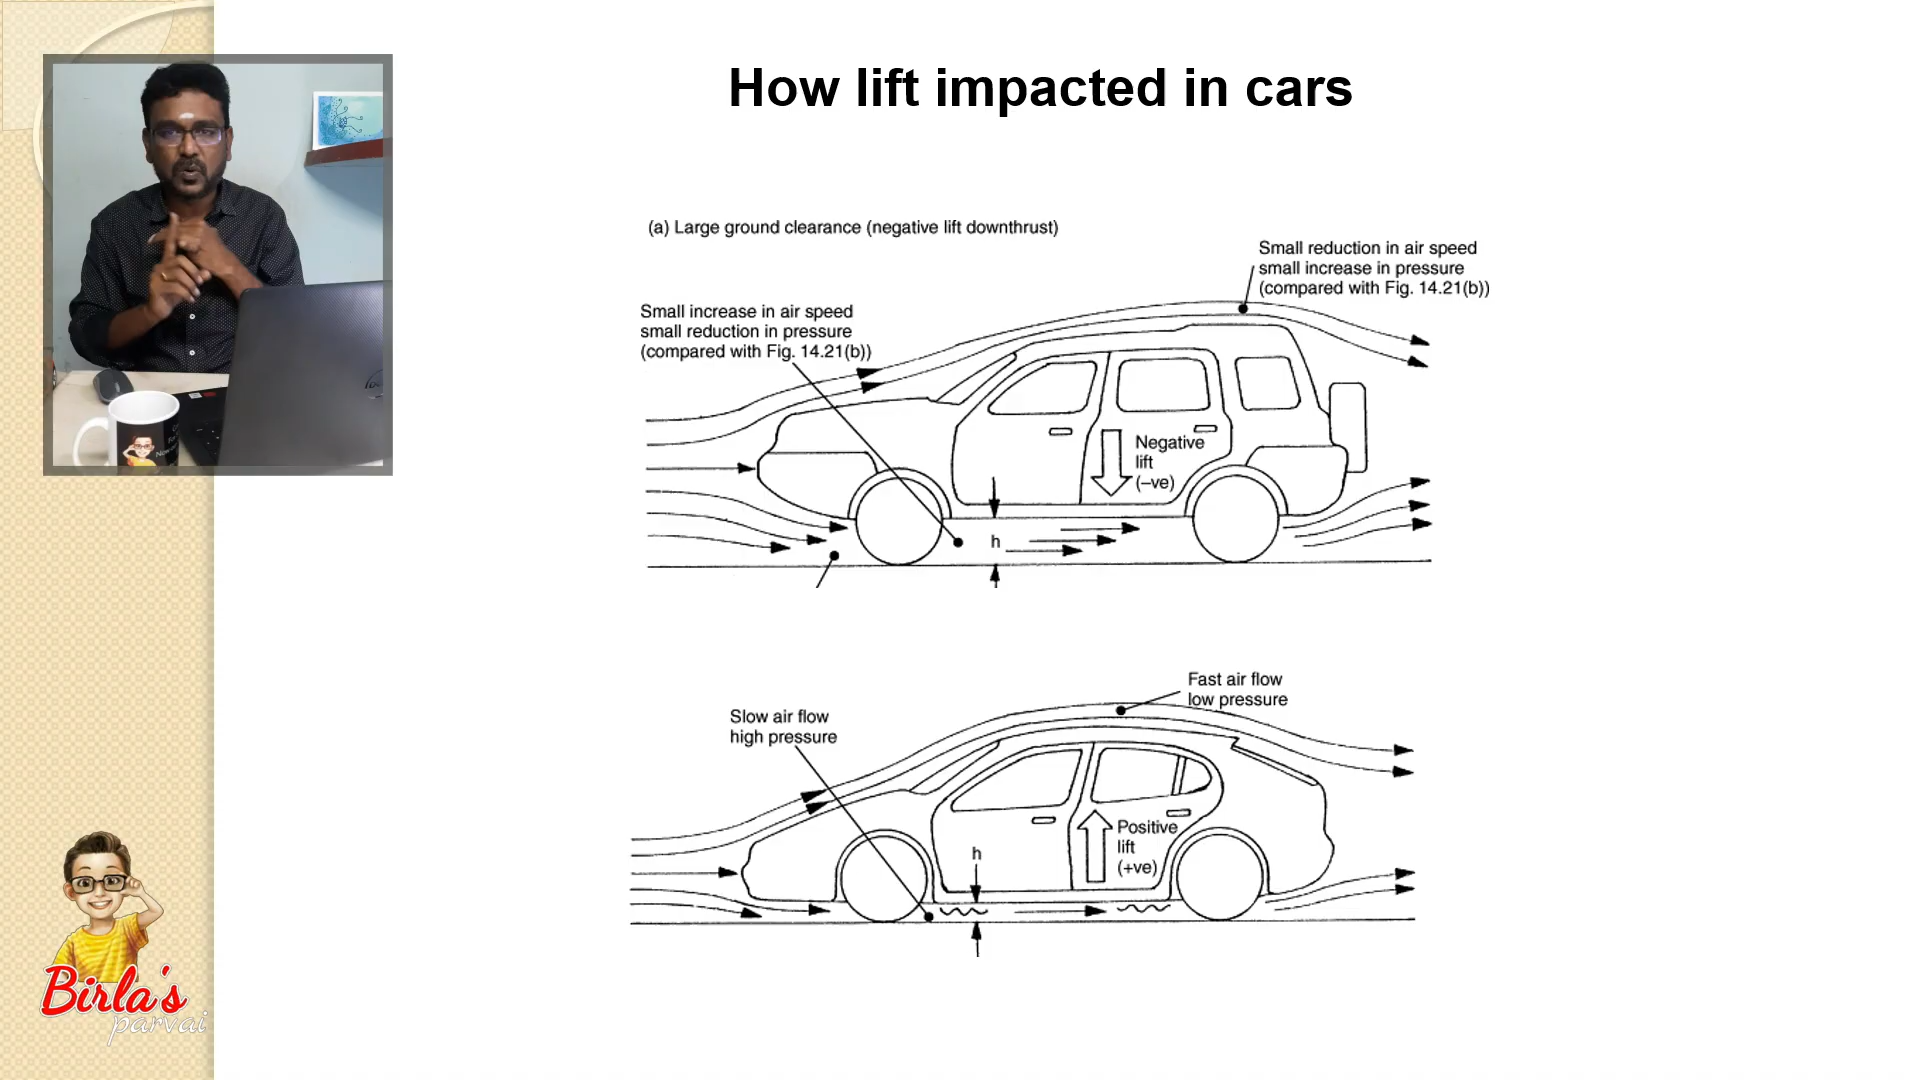 How lift impacted in cars
(a) Large ground clearance (negative lift downthrust)
Small reduction in air speed
small increase in pressure
(compared with Fig. 14.21(b))
Small increase in air speed
small reduction in pressure
(compared with Fig. 14.21(b))
Negative
lift
(–ve)
h
Fast air flow
low pressure
Slow air flow
high pressure
Positive
lift
(+ve)
h
Birla's
parvai